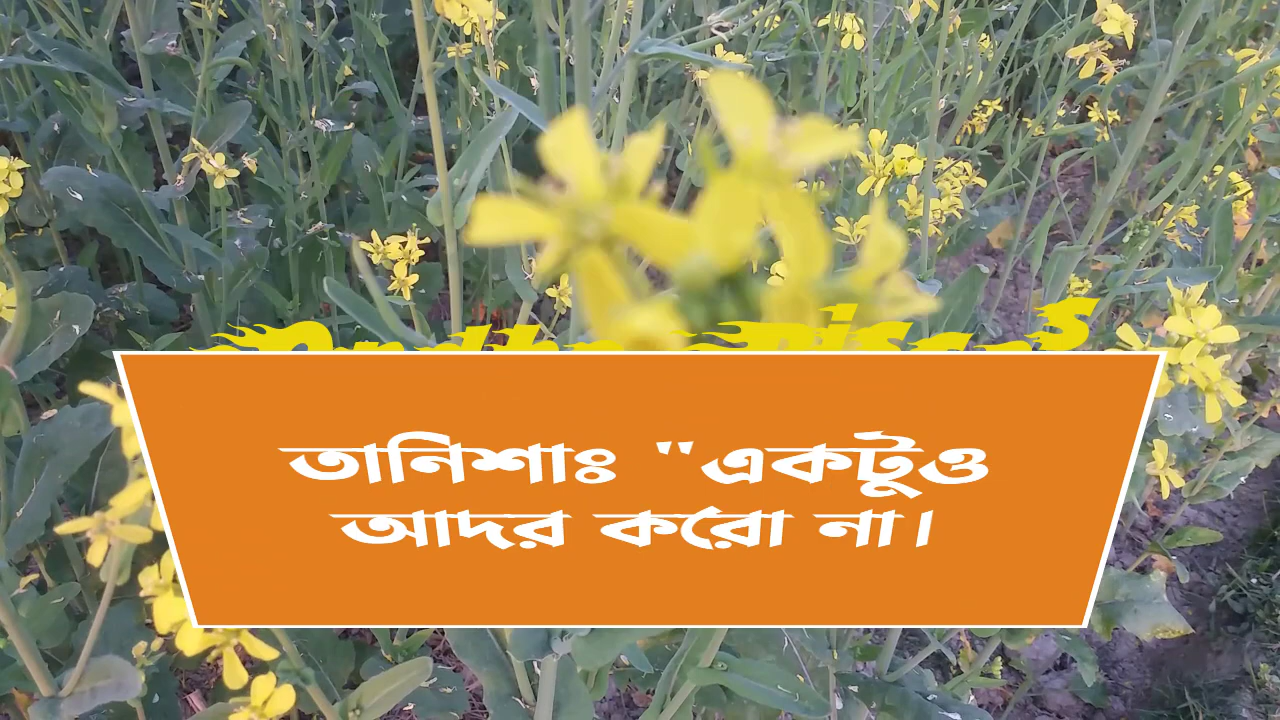 তানিশাঃ "একটুও
আদর করো না।